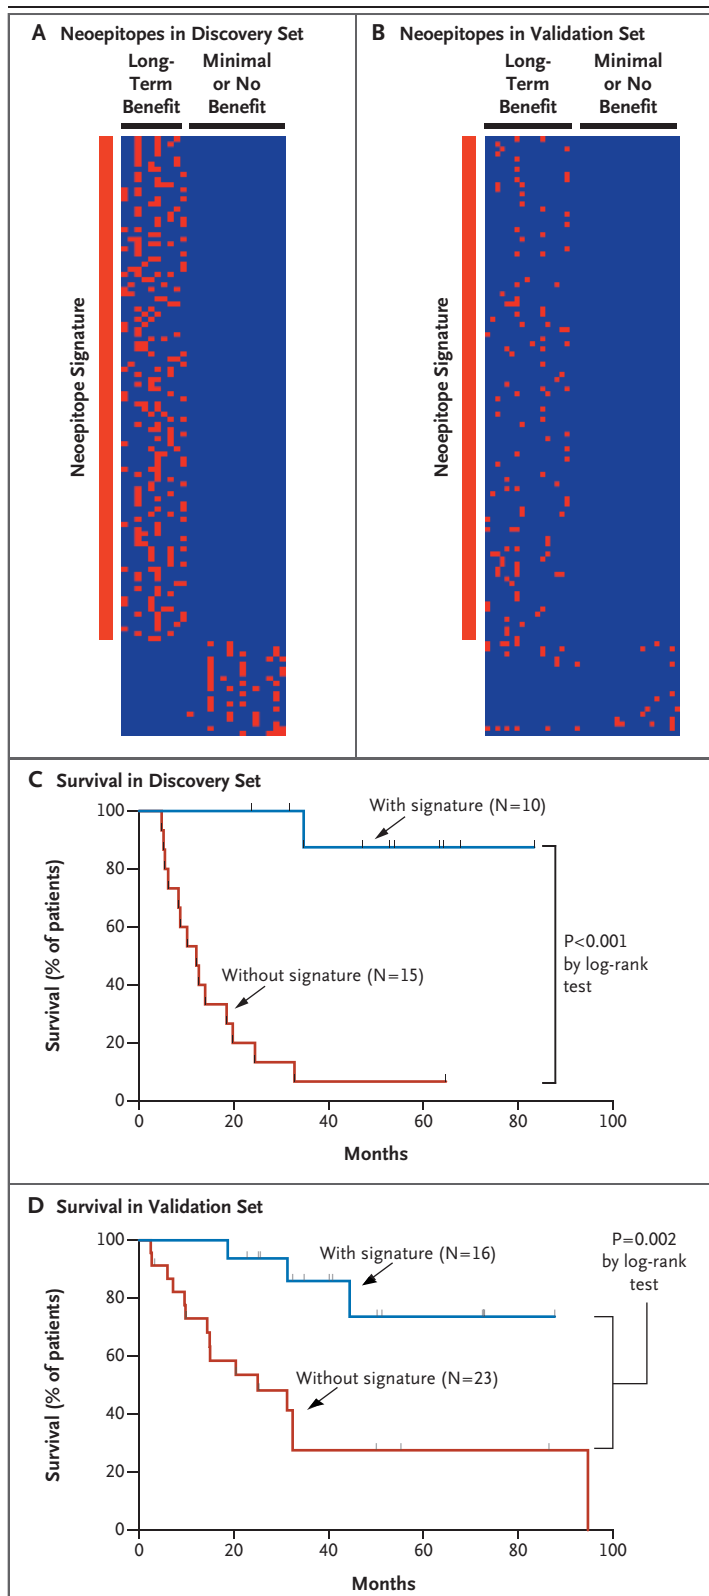 A Neoepitopes in Discovery Set
Long-
Term
Benefit
Minimal
or No
Benefit
Neoepitope Signature
B Neoepitopes in Validation Set
Long-
Term
Benefit
Minimal
or No
Benefit
Neoepitope Signature
C Survival in Discovery Set
Survival (% of patients)
100
80
60
40
20
0
With signature (N=10)
Without signature (N=15)
P<0.001
by log-rank
test
0 20 40 60 80 100
Months
D Survival in Validation Set
Survival (% of patients)
100
80
60
40
20
0
With signature (N=16)
Without signature (N=23)
P=0.002
by log-rank
test
0 20 40 60 80 100
Months